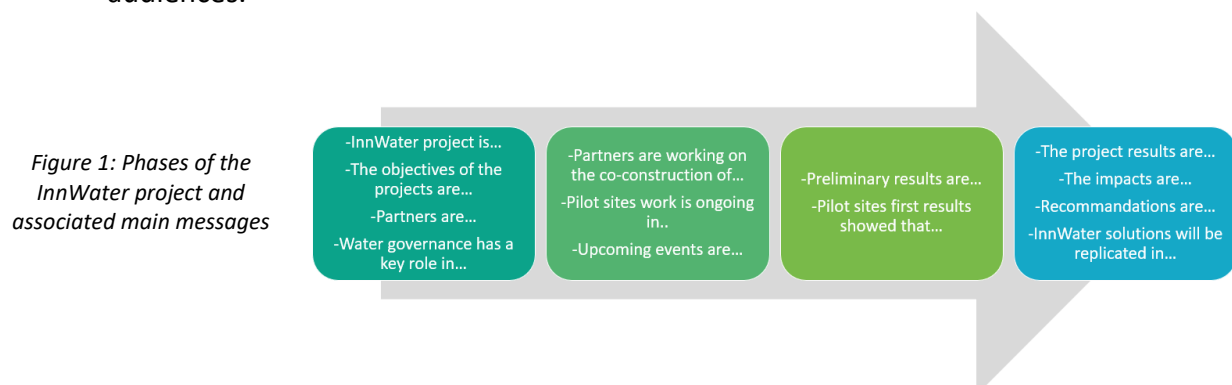 audiences.
Figure 1: Phases of the
InnWater project and
associated main messages
-InnWater project is…
-The objectives of the
projects are…
-Partners are…
-Water governance has a
key role in…
-Partners are working on
the co-construction of…
-Pilot sites work is ongoing
in..
-Upcoming events are…
-Preliminary results are…
-Pilot sites first results
showed that…
-The project results are…
-The impacts are…
-Recommandations are…
-InnWater solutions will be
replicated in…